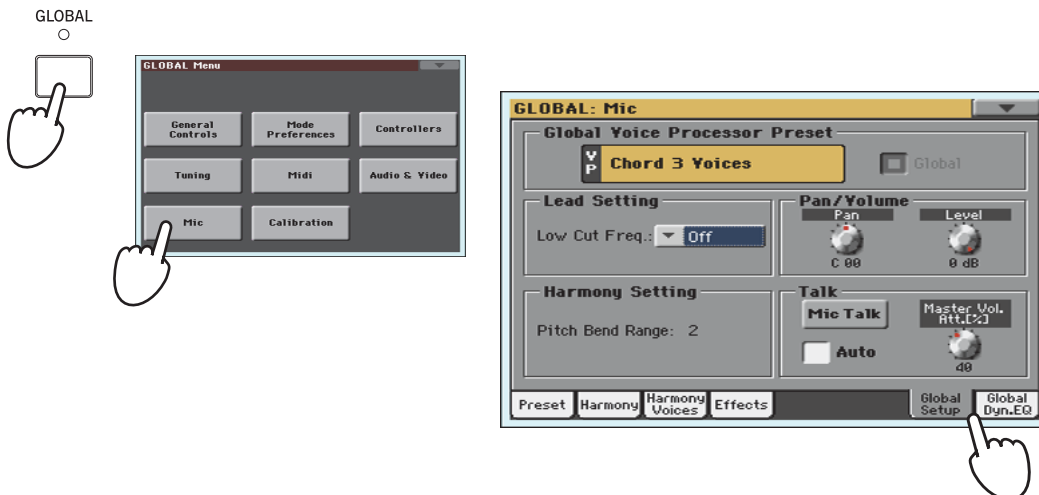 GLOBAL
GLOBAL Menu
General Controls
Mode Preferences
Controllers
Tuning
Midi
Audio & Video
Mic
Calibration
GLOBAL: Mic
Global Voice Processor Preset
VP
Chord 3 Voices
Global
Lead Setting
Low Cut Freq.: Off
Pan/Volume
Pan
Level
C 00
0 dB
Harmony Setting
Pitch Bend Range: 2
Talk
Mic Talk
Master Vol. Att.[%]
Auto
40
Preset
Harmony
Harmony Voices
Effects
Global Setup
Global Dyn.EQ